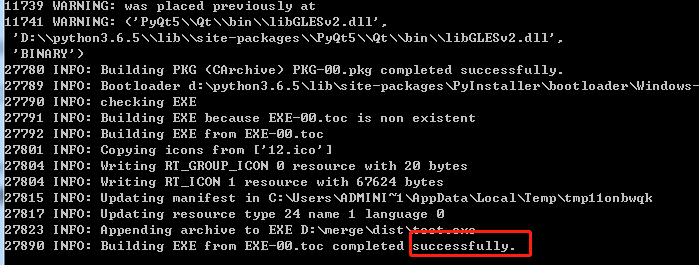 11739 WARNING: was placed previously at
11741 WARNING: ('PyQt5\\Qt\\bin\\libGLESv2.dll',
'D:\\python3.6.5\\lib\\site-packages\\PyQt5\\Qt\\bin\\libGLESv2.dll',
'BINARY')
27780 INFO: Building PKG (CArchive) PKG-00.pkg completed successfully.
27789 INFO: Bootloader d:\python3.6.5\lib\site-packages\PyInstaller\bootloader\Windows-
27790 INFO: checking EXE
27791 INFO: Building EXE because EXE-00.toc is non existent
27792 INFO: Building EXE from EXE-00.toc
27801 INFO: Copying icons from ['12.ico']
27804 INFO: Writing RT_GROUP_ICON 0 resource with 20 bytes
27804 INFO: Writing RT_ICON 1 resource with 67624 bytes
27815 INFO: Updating manifest in C:\Users\ADMINI~1\AppData\Local\Temp\tmp11onbwqk
27817 INFO: Updating resource type 24 name 1 language 0
27823 INFO: Appending archive to EXE D:\merge\dist\test.exe
27890 INFO: Building EXE from EXE-00.toc completed successfully.